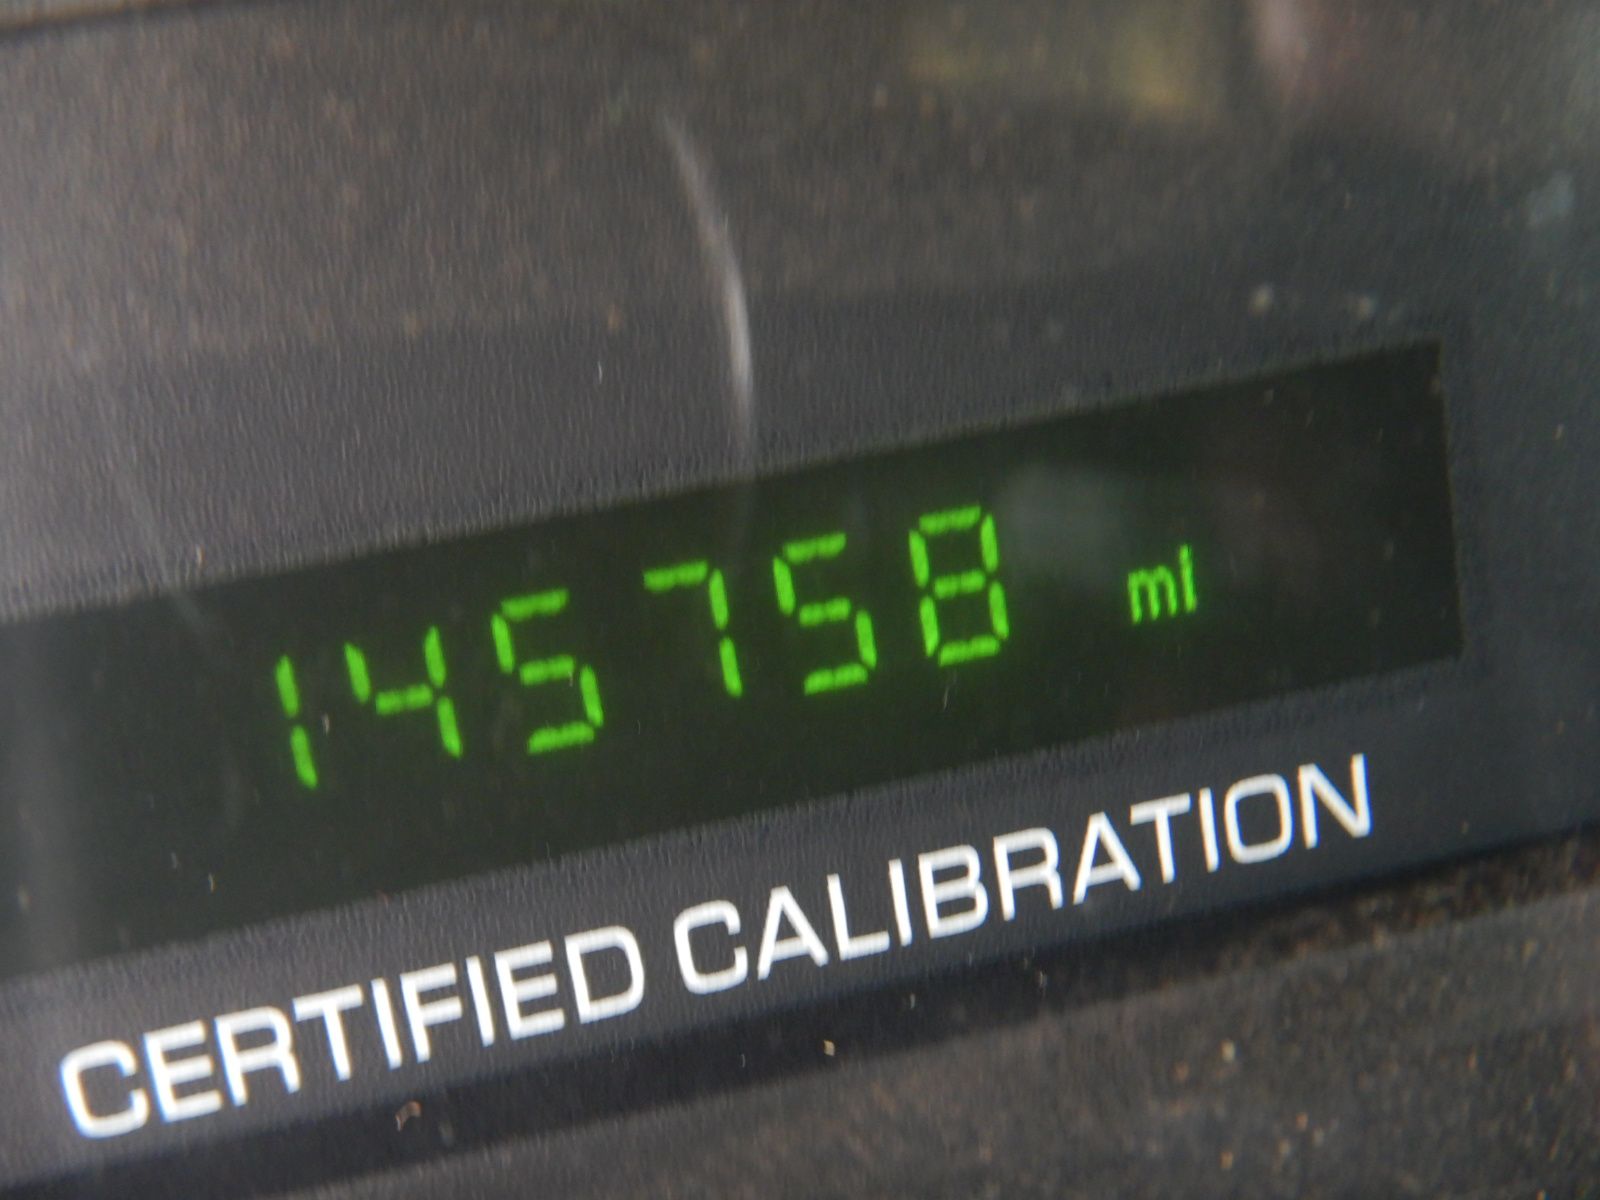 145758 mi
CERTIFIED CALIBRATION